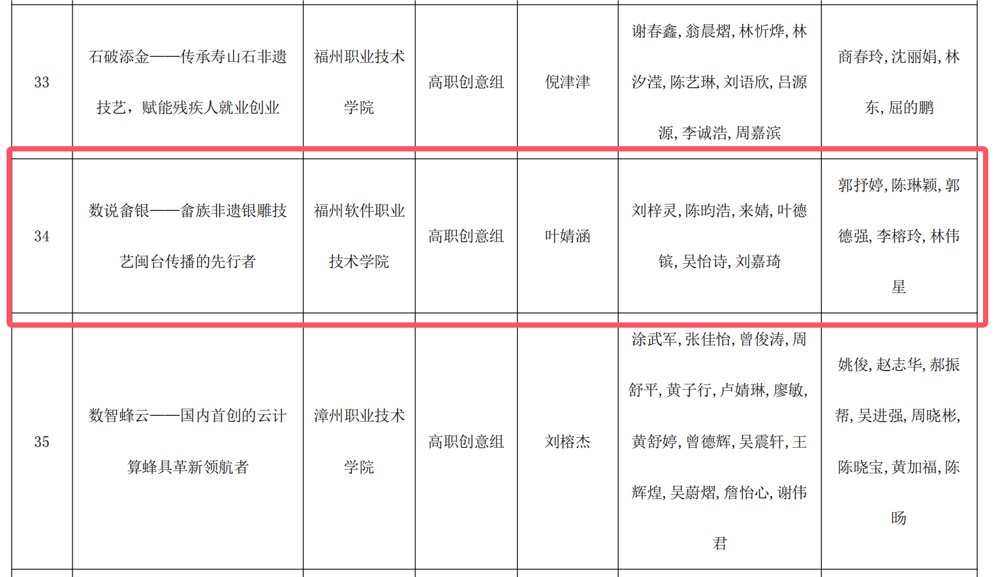 33
石破添金——传承寿山石非遗
技艺，赋能残疾人就业创业
福州职业技术
学院
高职创意组
倪津津
谢春鑫,翁晨熠,林忻烨,林
汐滢,陈艺琳,刘语欣,吕源
源,李诚浩,周嘉滨
商春玲,沈丽娟,林
东,屈的鹏
34
数说畲银——畲族非遗银雕技
艺闽台传播的先行者
福州软件职业
技术学院
高职创意组
叶婧涵
刘梓灵,陈昀浩,来婧,叶德
镔,吴怡诗,刘嘉琦
郭抒婷,陈琳颖,郭
德强,李榕玲,林伟
星
35
数智蜂云——国内首创的云计
算蜂具革新领航者
漳州职业技术
学院
高职创意组
刘榕杰
涂武军,张佳怡,曾俊涛,周
舒平,黄子行,卢婧琳,廖敏,
黄舒婷,曾德辉,吴震轩,王
辉煌,吴蔚熠,詹怡心,谢伟
君
姚俊,赵志华,郝振
帮,吴进强,周晓彬,
陈晓宝,黄加福,陈
旸